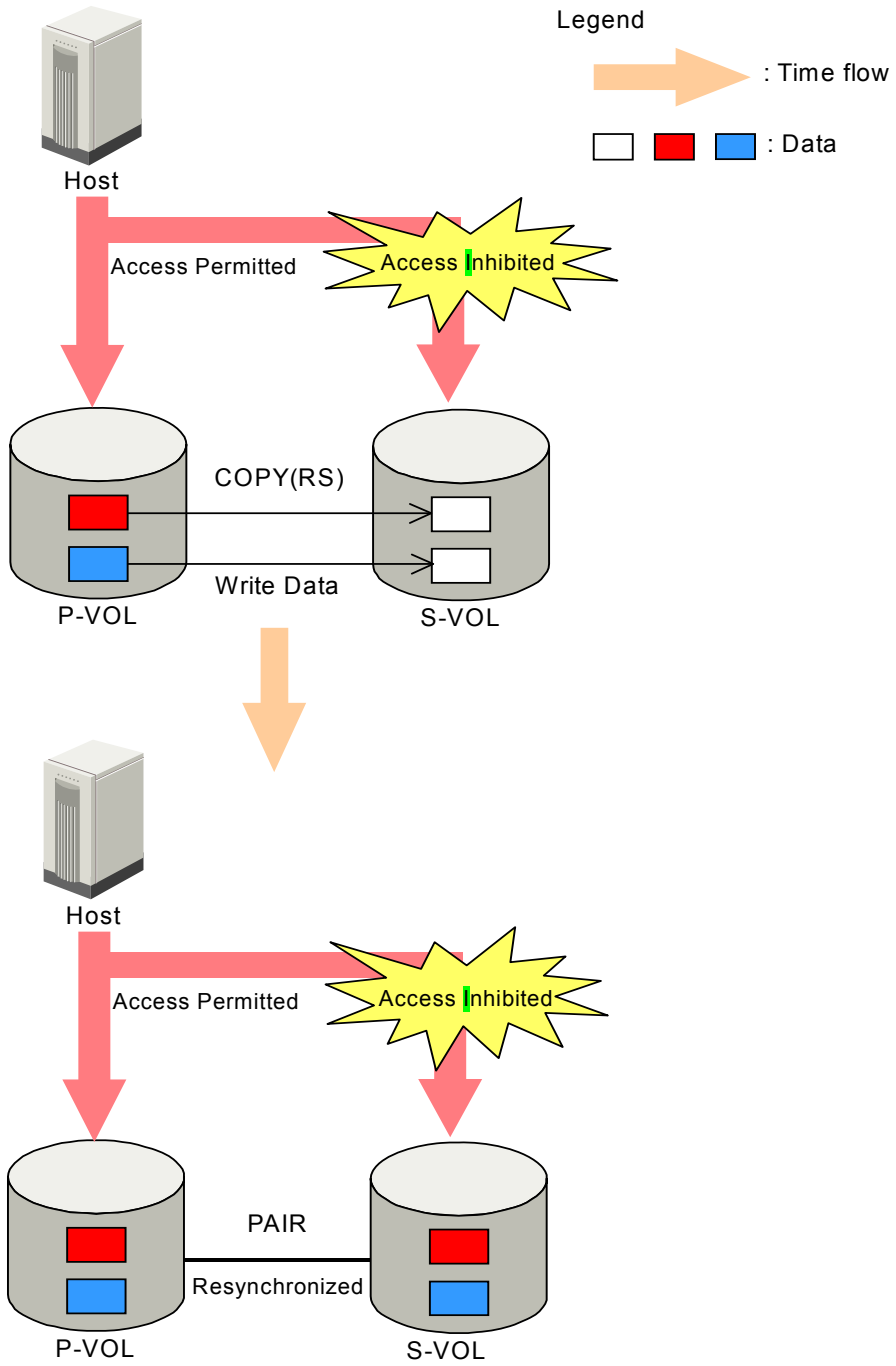 Legend
: Time flow
: Data
Host
Access Permitted
Access Inhibited
COPY(RS)
Write Data
P-VOL
S-VOL
Host
Access Permitted
Access Inhibited
PAIR
Resynchronized
P-VOL
S-VOL